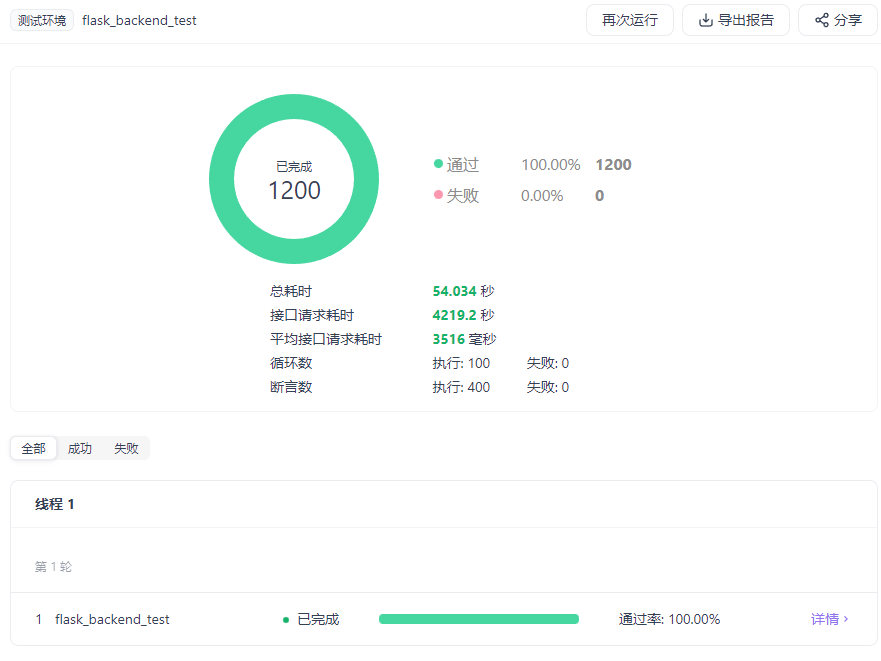 测试环境 flask_backend_test 再次运行 导出报告 分享
已完成
1200
通过 100.00% 1200
失败 0.00% 0
总耗时 54.034 秒
接口请求耗时 4219.2 秒
平均接口请求耗时 3516 毫秒
循环数 执行: 100 失败: 0
断言数 执行: 400 失败: 0
全部 成功 失败
线程 1
第 1 轮
1 flask_backend_test 已完成 通过率: 100.00% 详情